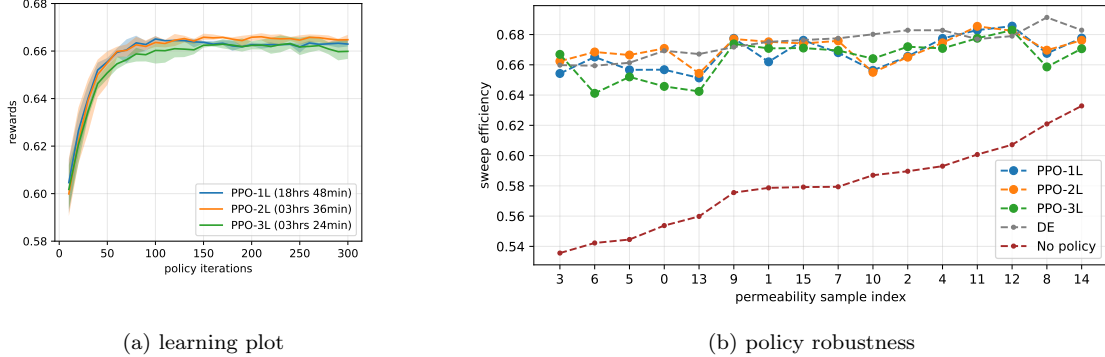 0.68
0.66
0.64
0.62
0.60
0.58
rewards
0 50 100 150 200 250 300
policy iterations
PPO-1L (18hrs 48min)
PPO-2L (03hrs 36min)
PPO-3L (03hrs 24min)
(a) learning plot
0.68
0.66
0.64
0.62
0.60
0.58
0.56
0.54
sweep efficiency
3 6 5 0 13 9 1 15 7 10 2 4 11 12 8 14
permeability sample index
PPO-1L
PPO-2L
PPO-3L
DE
No policy
(b) policy robustness